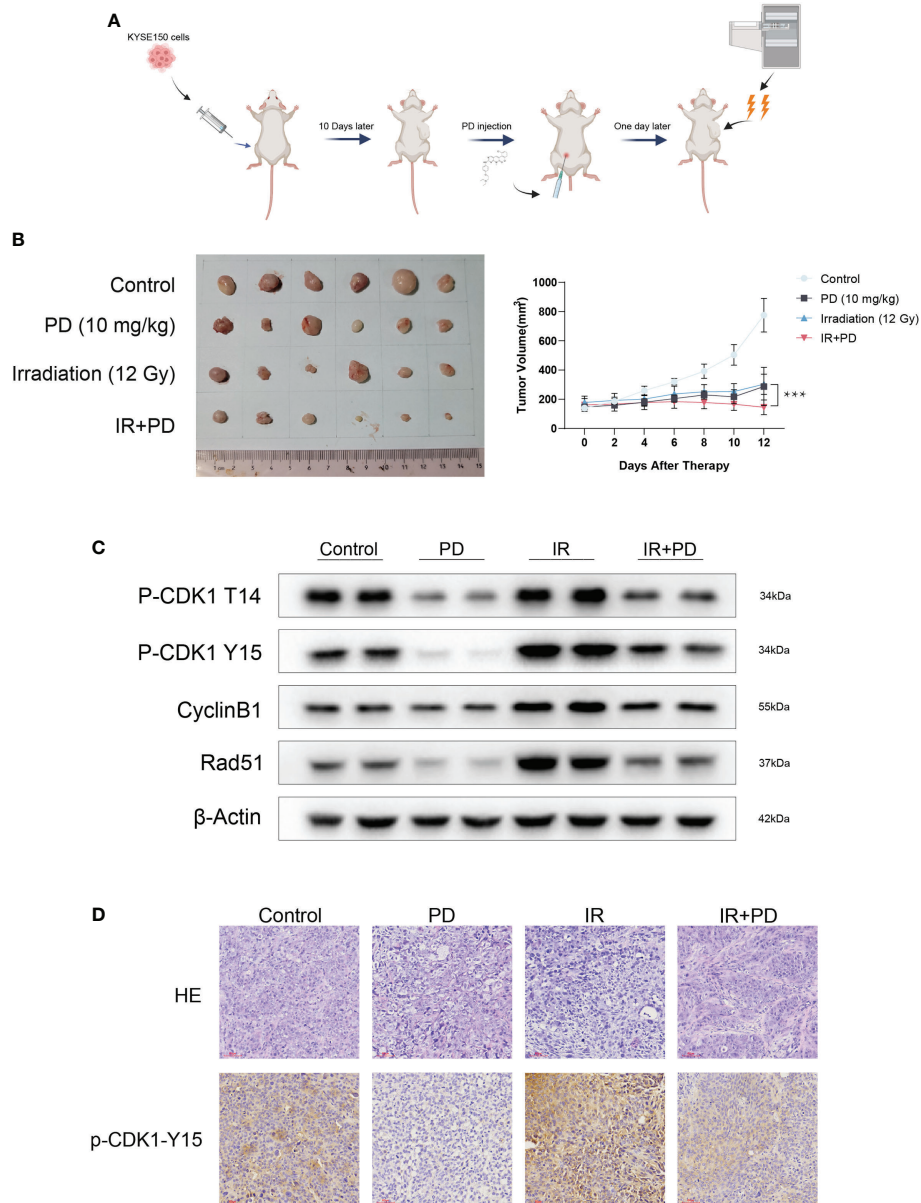 A
KYSE150 cells
10 Days later
PD injection
One day later
B
Control
PD (10 mg/kg)
Irradiation (12 Gy)
IR+PD
Tumor Volume(mm³)
1000
800
600
400
200
0
0 2 4 6 8 10 12
Days After Therapy
Control
PD (10 mg/kg)
Irradiation (12 Gy)
IR+PD
***
C
Control PD IR IR+PD
P-CDK1 T14 34kDa
P-CDK1 Y15 34kDa
CyclinB1 55kDa
Rad51 37kDa
β-Actin 42kDa
D
Control PD IR IR+PD
HE
p-CDK1-Y15